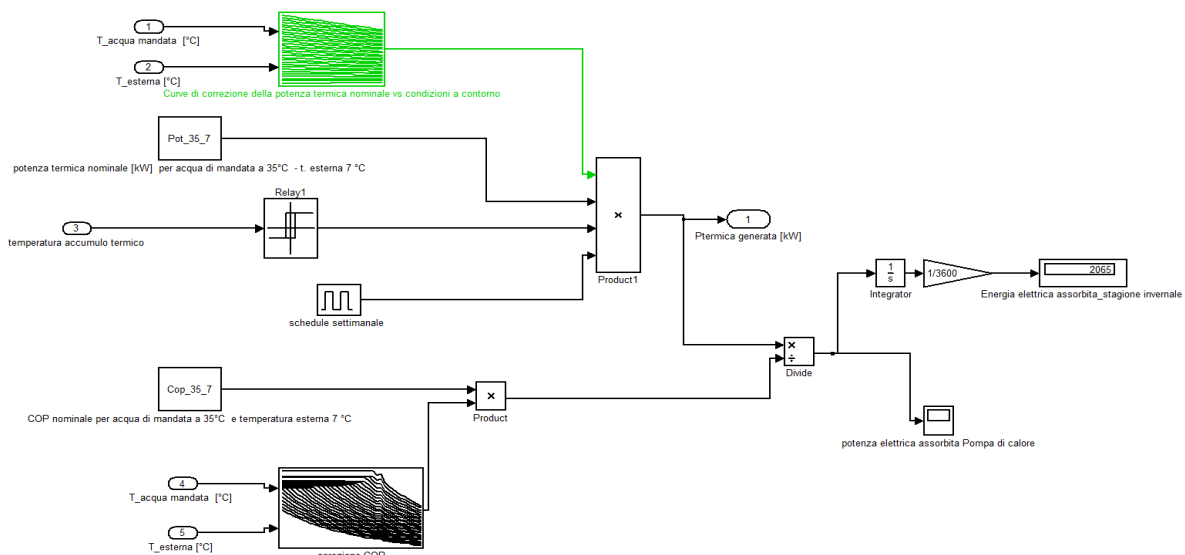 1
T_acqua mandata [°C]
2
T_esterna [°C]
Curve di correzione della potenza termica nominale vs condizioni a contorno
Pot_35_7
potenza termica nominale [kW] per acqua di mandata a 35°C - t. esterna 7 °C
Relay1
3
temperatura accumulo termico
×
Product1
1
Ptermica generata [kW]
schedule settimanale
1
s
Integrator
1/3600
2065
Energia elettrica assorbita_stagione invernale
×
÷
Divide
Cop_35_7
COP nominale per acqua di mandata a 35°C e temperatura esterna 7 °C
×
Product
potenza elettrica assorbita Pompa di calore
4
T_acqua mandata [°C]
5
T_esterna [°C]